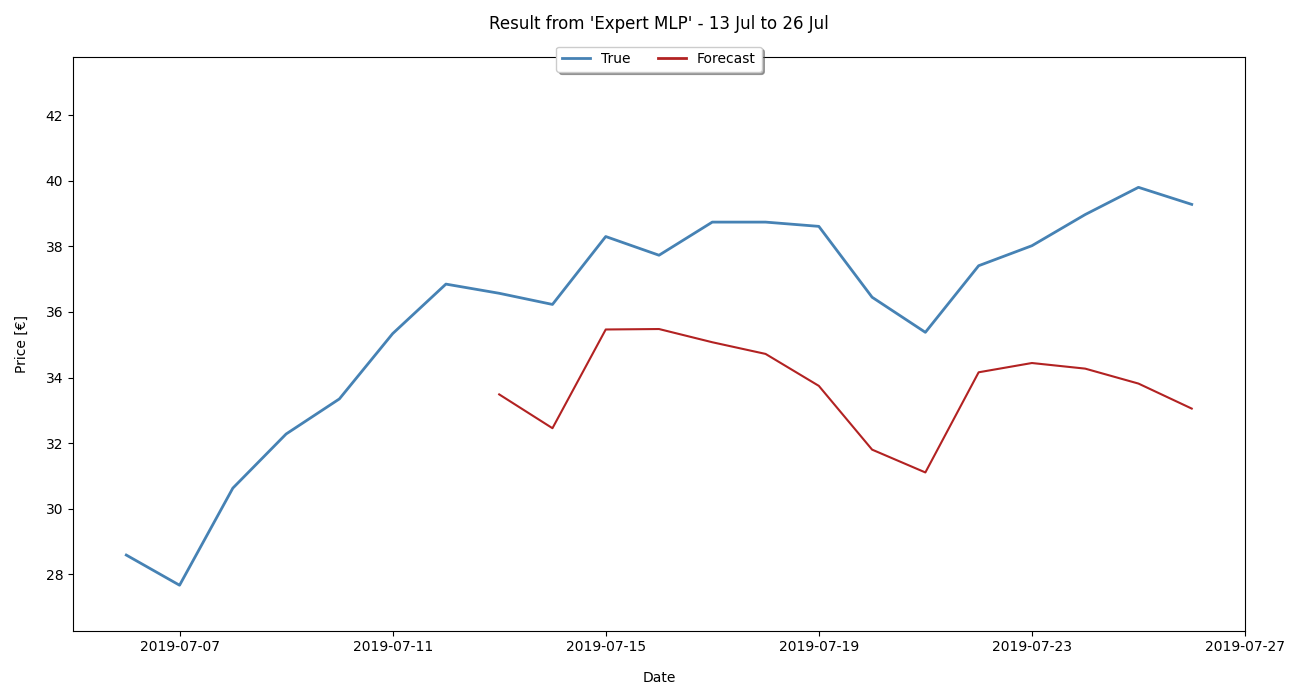 Result from 'Expert MLP' - 13 Jul to 26 Jul
True Forecast
42
40
38
36
34
32
30
28
Price [€]
2019-07-07 2019-07-11 2019-07-15 2019-07-19 2019-07-23 2019-07-27
Date